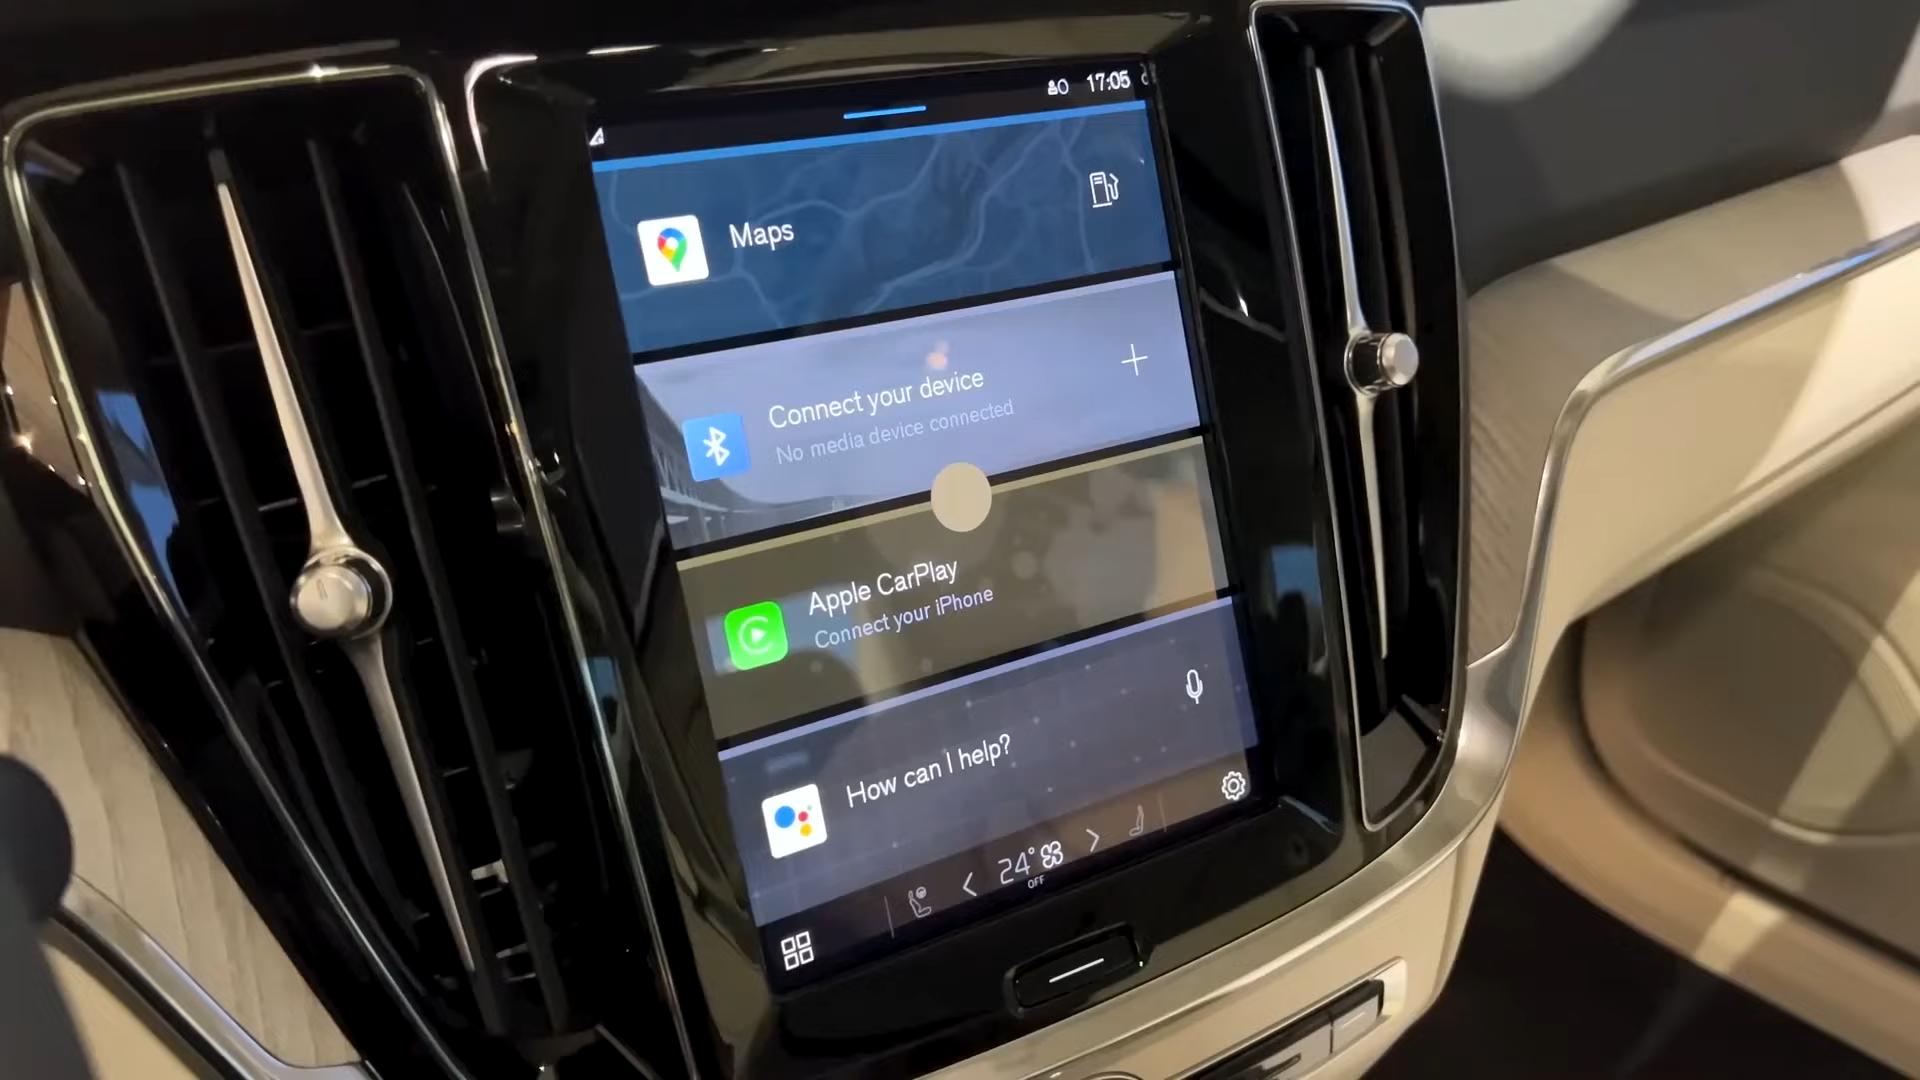 17:05
Maps
Connect your device
No media device connected
Apple CarPlay
Connect your iPhone
How can I help?
24°
OFF